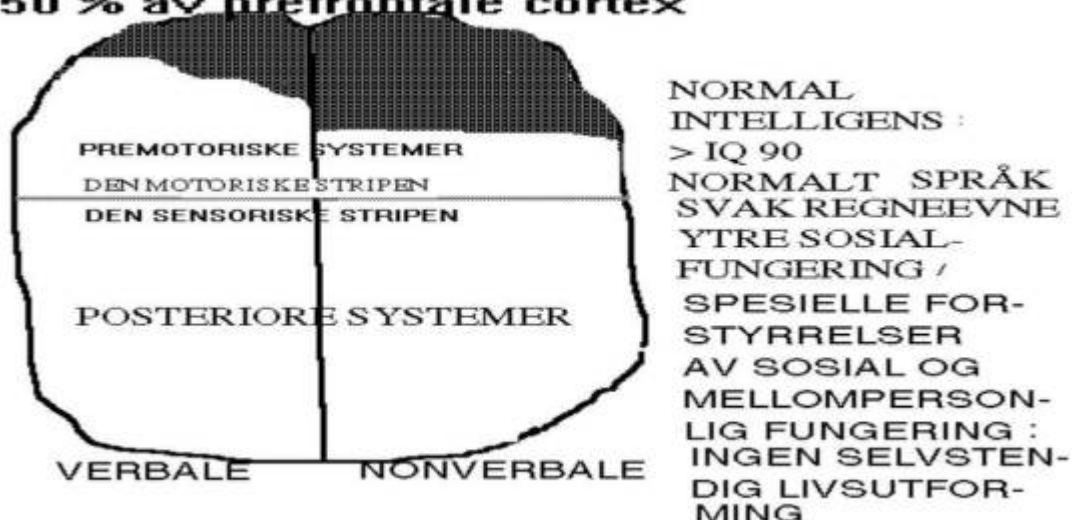 50 % av prefrontale cortex
PREMOTORISKE SYSTEMER
DEN MOTORISKE STRIPEN
DEN SENSORISKE STRIPEN
POSTERIORE SYSTEMER
VERBALE NONVERBALE
NORMAL
INTELLIGENS :
> IQ 90
NORMALT SPRÅK
SVAK REGNEEVNE
YTRE SOSIAL-
FUNGERING /
SPESIELLE FOR-
STYRRELSER
AV SOSIAL OG
MELLOMPERSON-
LIG FUNGERING :
INGEN SELVSTEN-
DIG LIVSUTFOR-
MING